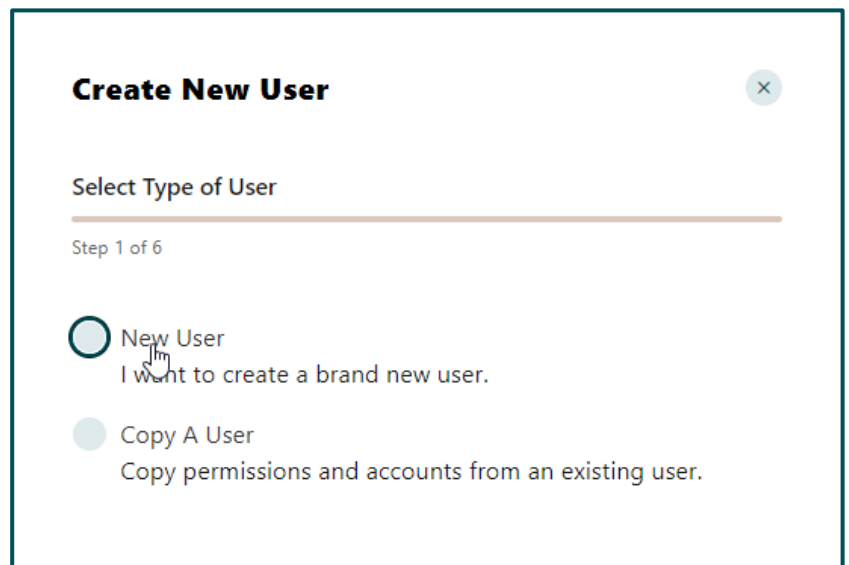 Create New User
Select Type of User
Step 1 of 6
New User
I want to create a brand new user.
Copy A User
Copy permissions and accounts from an existing user.